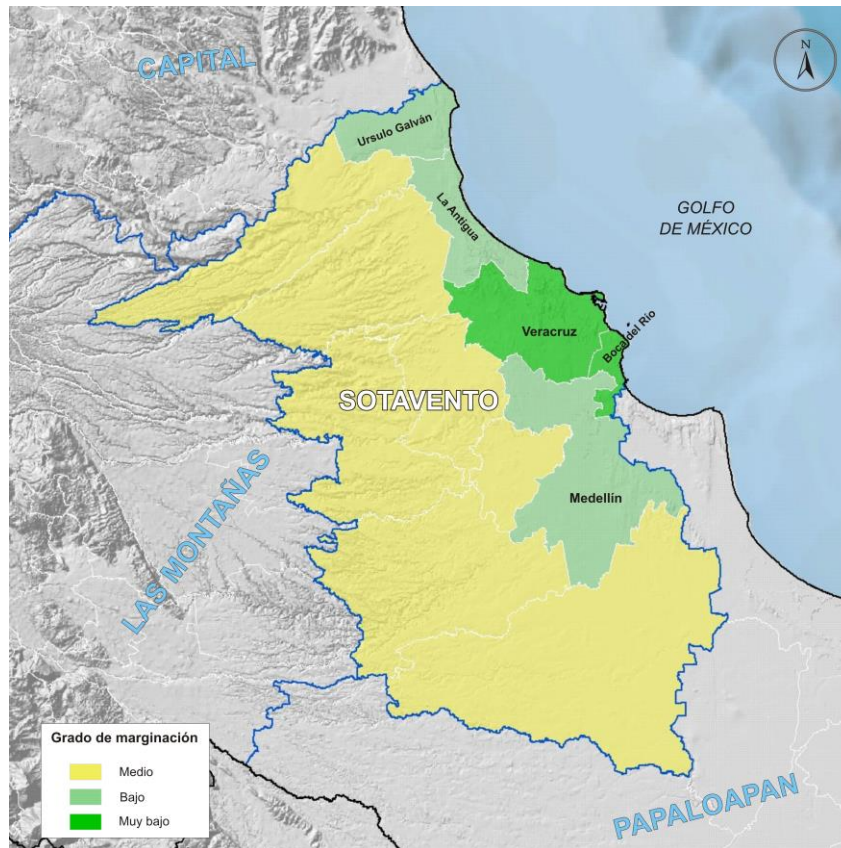 CAPITAL
N
Ursulo Galván
La Antigua
GOLFO
DE MÉXICO
Veracruz
Boca del Río
SOTAVENTO
Medellín
LAS MONTAÑAS
Grado de marginación
Medio
Bajo
Muy bajo
PAPALOAPAN